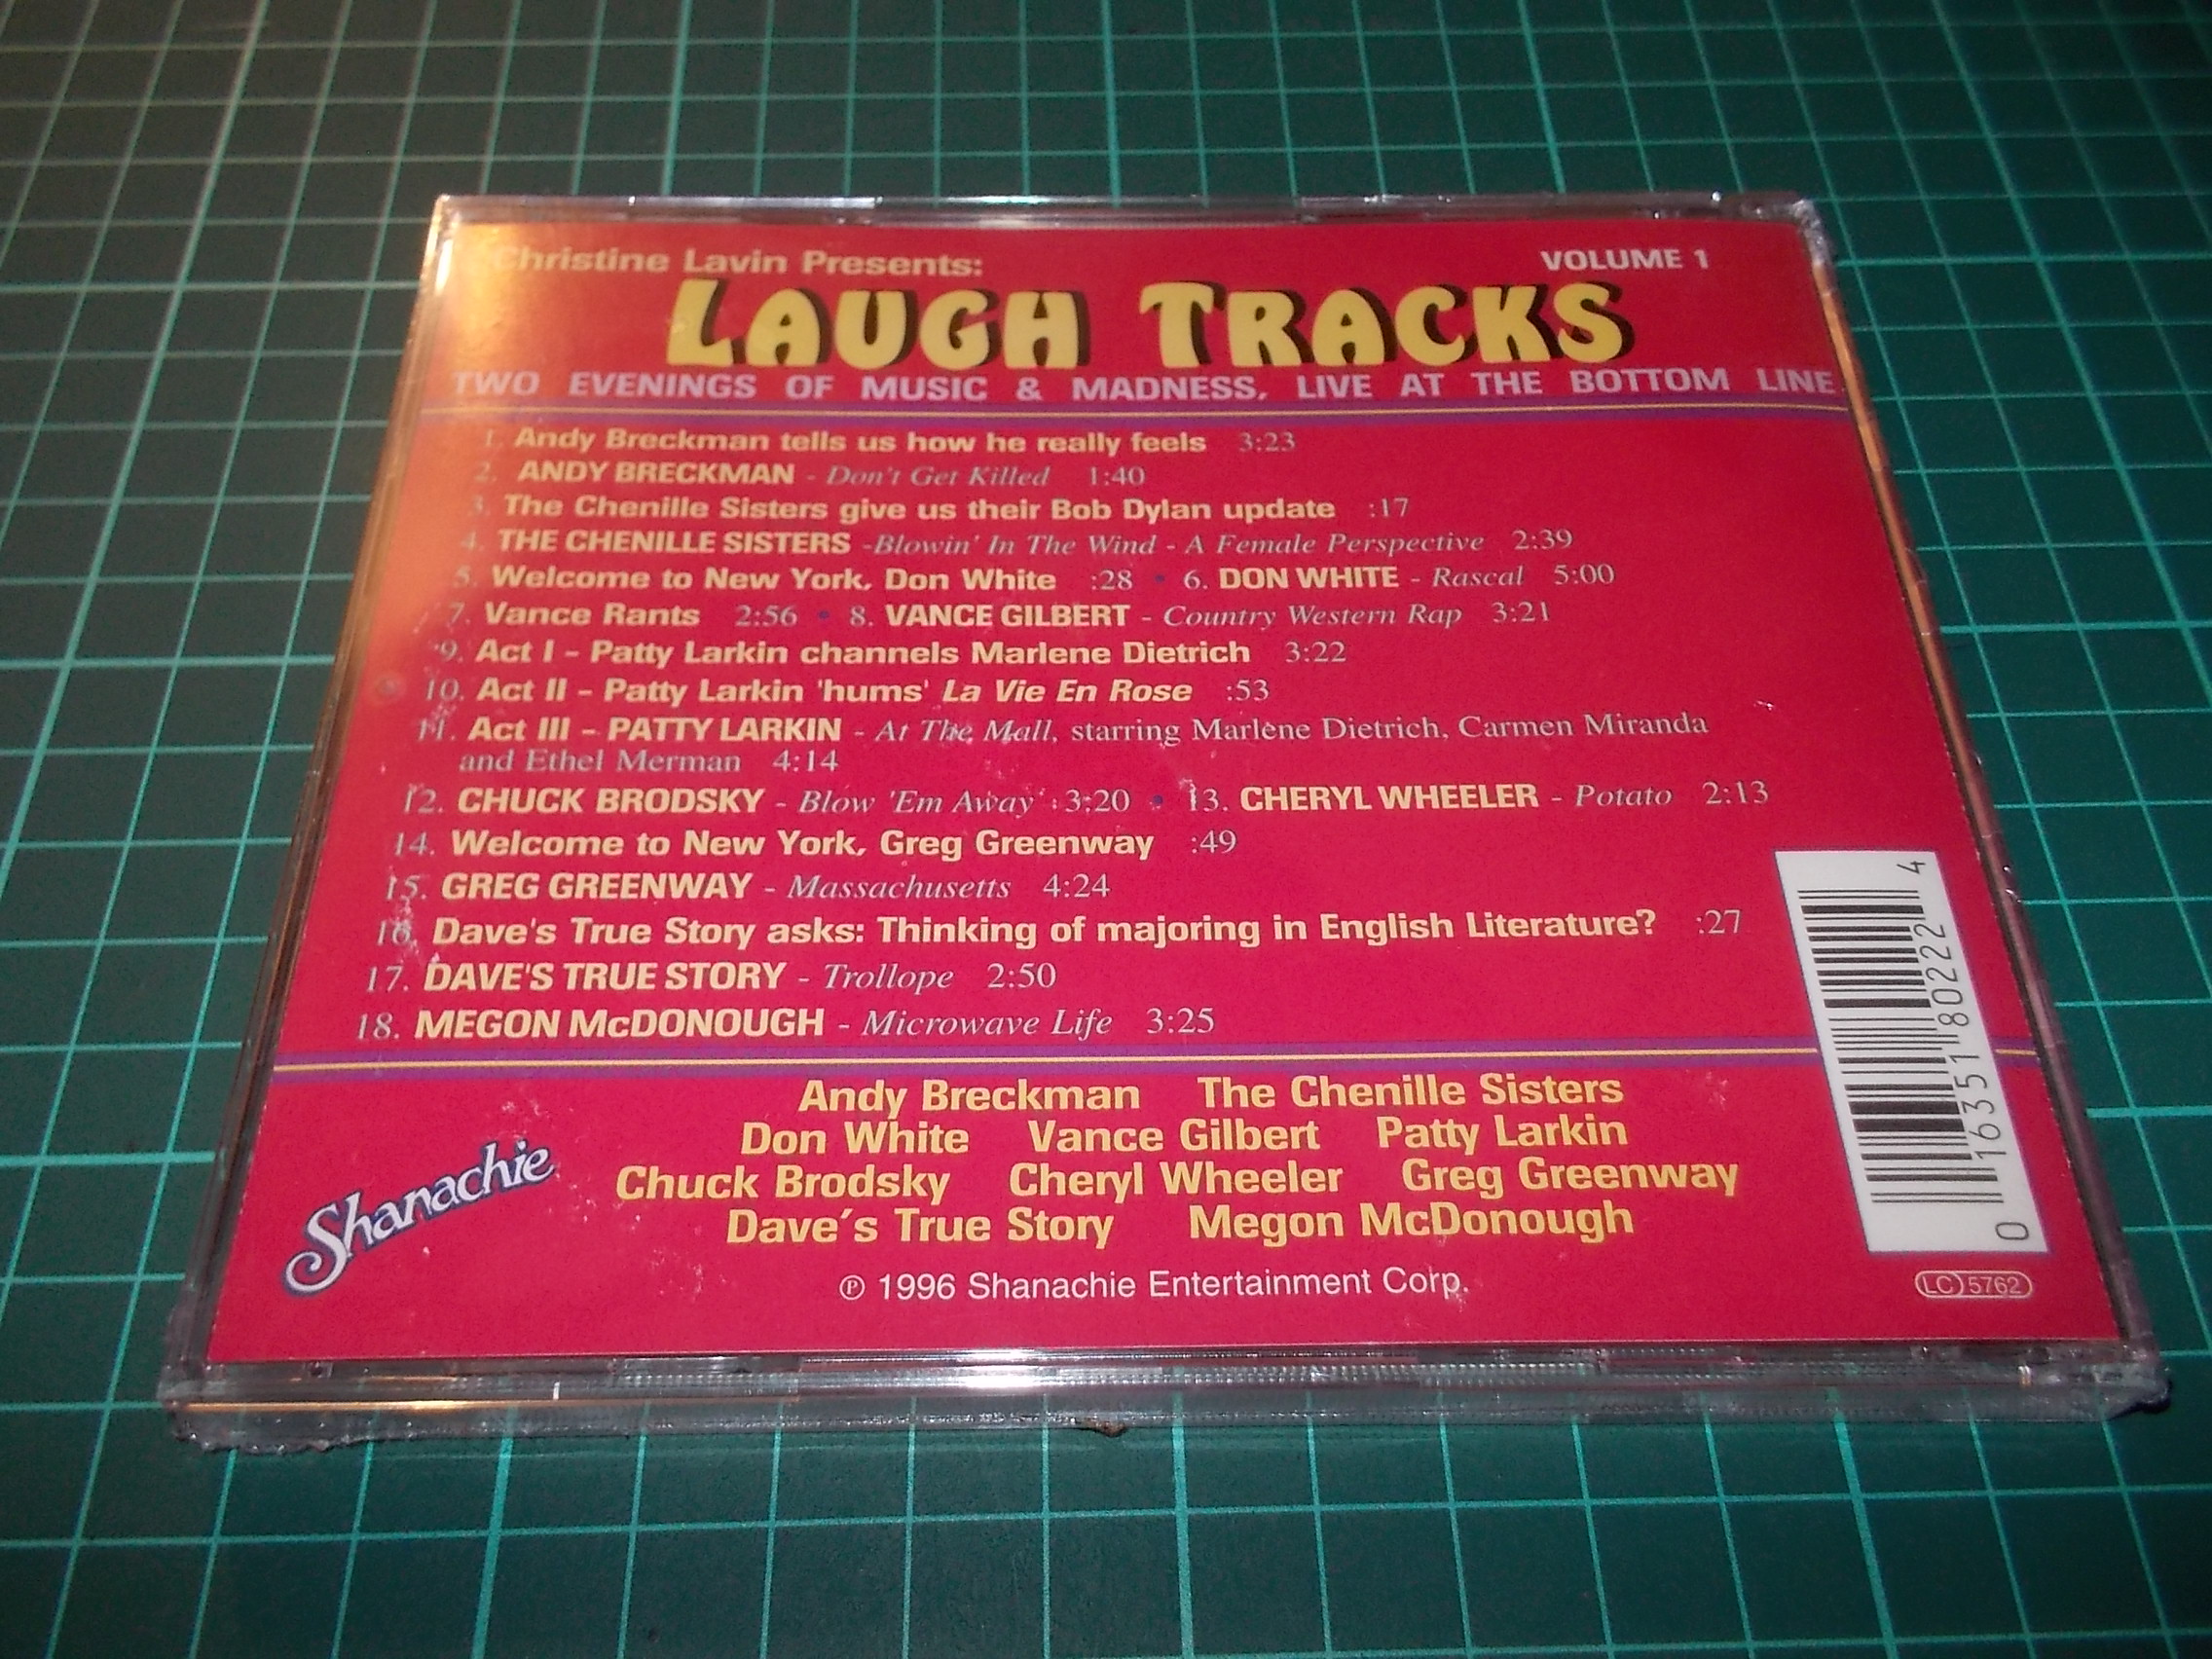 Christine Lavin Presents:
VOLUME 1
LAUGH TRACKS
TWO EVENINGS OF MUSIC & MADNESS, LIVE AT THE BOTTOM LINE
1. Andy Breckman tells us how he really feels 3:23
2. ANDY BRECKMAN - Don't Get Killed 1:40
3. The Chenille Sisters give us their Bob Dylan update :17
4. THE CHENILLE SISTERS -Blowin' In The Wind - A Female Perspective 2:39
5. Welcome to New York, Don White :28 • 6. DON WHITE - Rascal 5:00
7. Vance Rants 2:56 • 8. VANCE GILBERT - Country Western Rap 3:21
9. Act I - Patty Larkin channels Marlene Dietrich 3:22
10. Act II - Patty Larkin 'hums' La Vie En Rose :53
11. Act III - PATTY LARKIN - At The Mall, starring Marlene Dietrich, Carmen Miranda
and Ethel Merman 4:14
12. CHUCK BRODSKY - Blow 'Em Away 3:20 • 13. CHERYL WHEELER - Potato 2:13
14. Welcome to New York, Greg Greenway :49
15. GREG GREENWAY - Massachusetts 4:24
16. Dave's True Story asks: Thinking of majoring in English Literature? :27
17. DAVE'S TRUE STORY - Trollope 2:50
18. MEGON McDONOUGH - Microwave Life 3:25
Andy Breckman The Chenille Sisters
Don White Vance Gilbert Patty Larkin
Chuck Brodsky Cheryl Wheeler Greg Greenway
Dave's True Story Megon McDonough
Shanachie
℗ 1996 Shanachie Entertainment Corp.
0 16351 80222 4
LC 5762